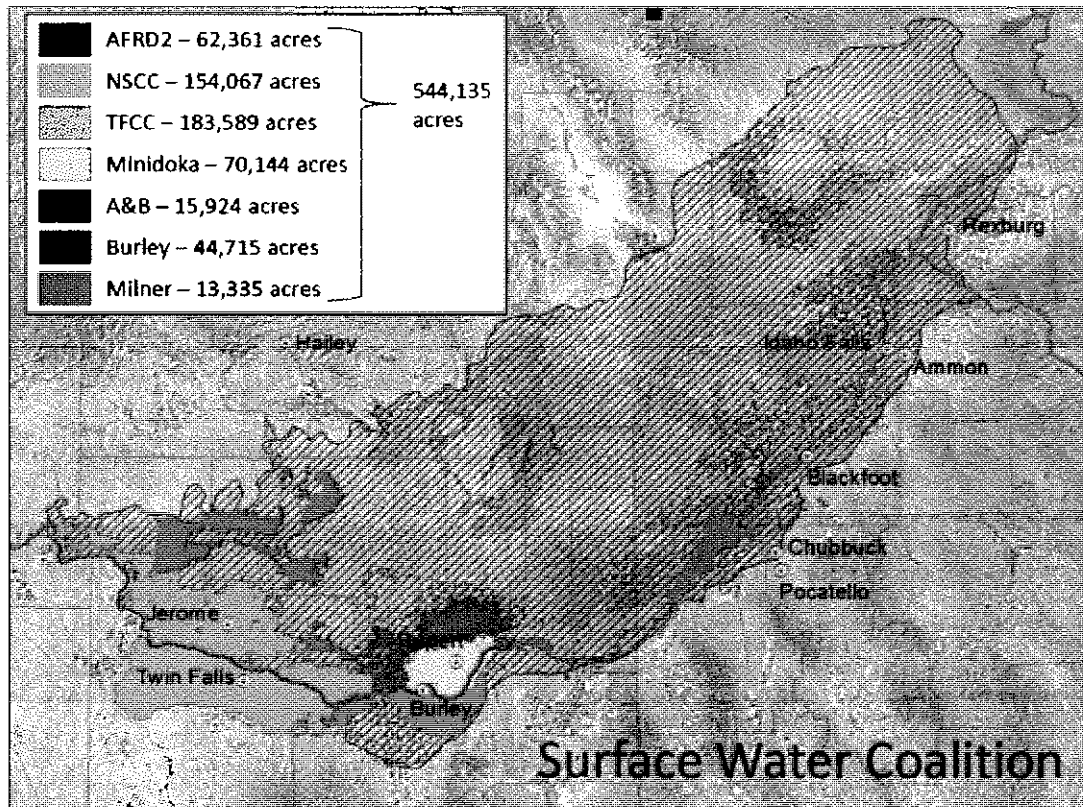 AFRD2 – 62,361 acres
NSCC – 154,067 acres
TFCC – 183,589 acres
Minidoka – 70,144 acres
A&B – 15,924 acres
Burley – 44,715 acres
Milner – 13,335 acres
544,135
acres
Rexburg
Hailey
Idaho Falls
Ammon
Blackfoot
Chubbuck
Pocatello
Jerome
Twin Falls
Burley
Surface Water Coalition